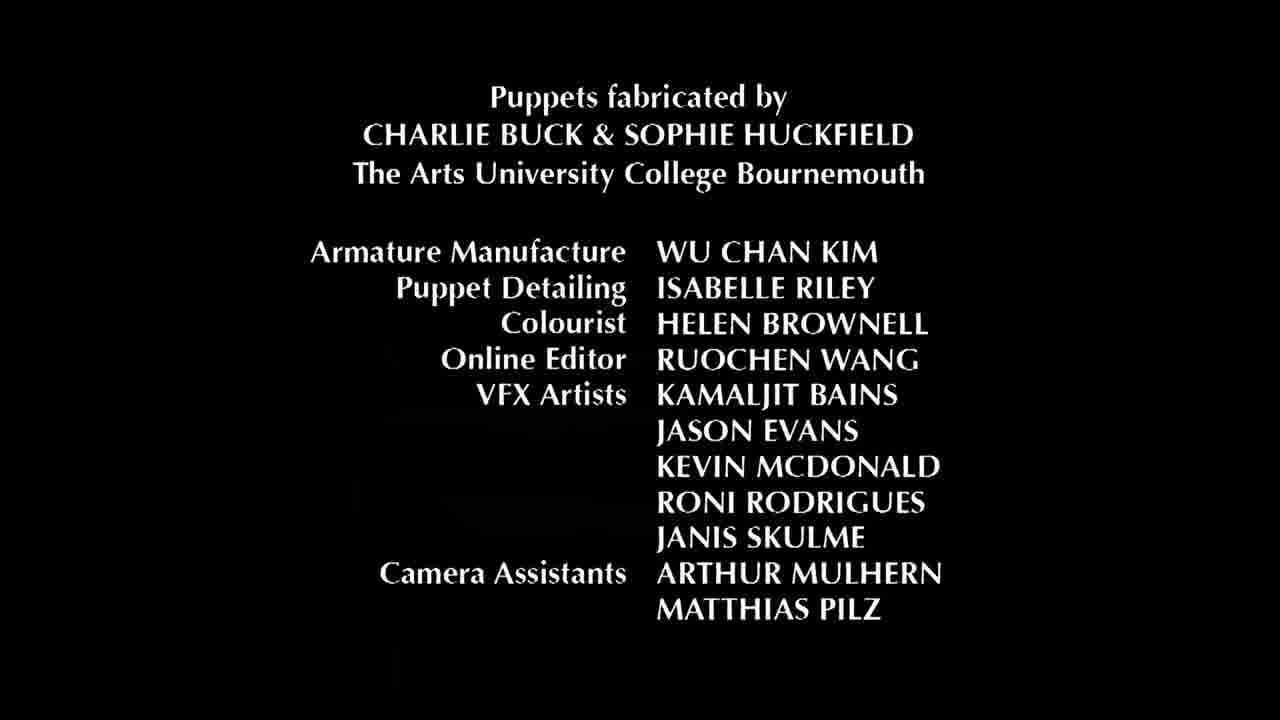 Puppets fabricated by
CHARLIE BUCK & SOPHIE HUCKFIELD
The Arts University College Bournemouth
Armature Manufacture WU CHAN KIM
Puppet Detailing ISABELLE RILEY
Colourist HELEN BROWNELL
Online Editor RUOCHEN WANG
VFX Artists KAMALJIT BAINS
JASON EVANS
KEVIN MCDONALD
RONI RODRIGUES
JANIS SKULME
Camera Assistants ARTHUR MULHERN
MATTHIAS PILZ